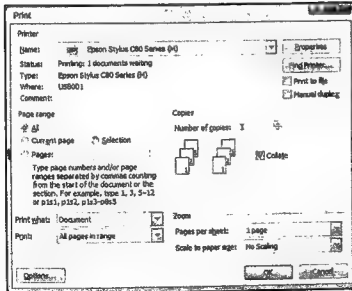 Print
Printer
Name: Epson Stylus C80 Series (M)
Properties
Status: Printing: 1 documents waiting
Find Printer...
Type: Epson Stylus C80 Series (M)
Where: USB001
Print to file
Comment:
Manual duplex
Page range
All
Current page Selection
Pages:
Type page numbers and/or page
ranges separated by commas counting
from the start of the document or the
section. For example, type 1, 3, 5-12
or p1s1, p1s2, p1s3-p8s3
Copies
Number of copies: 1
Collate
Print what: Document
Print: All pages in range
Zoom
Pages per sheet: 1 page
Scale to paper size: No Scaling
Options...
OK
Cancel